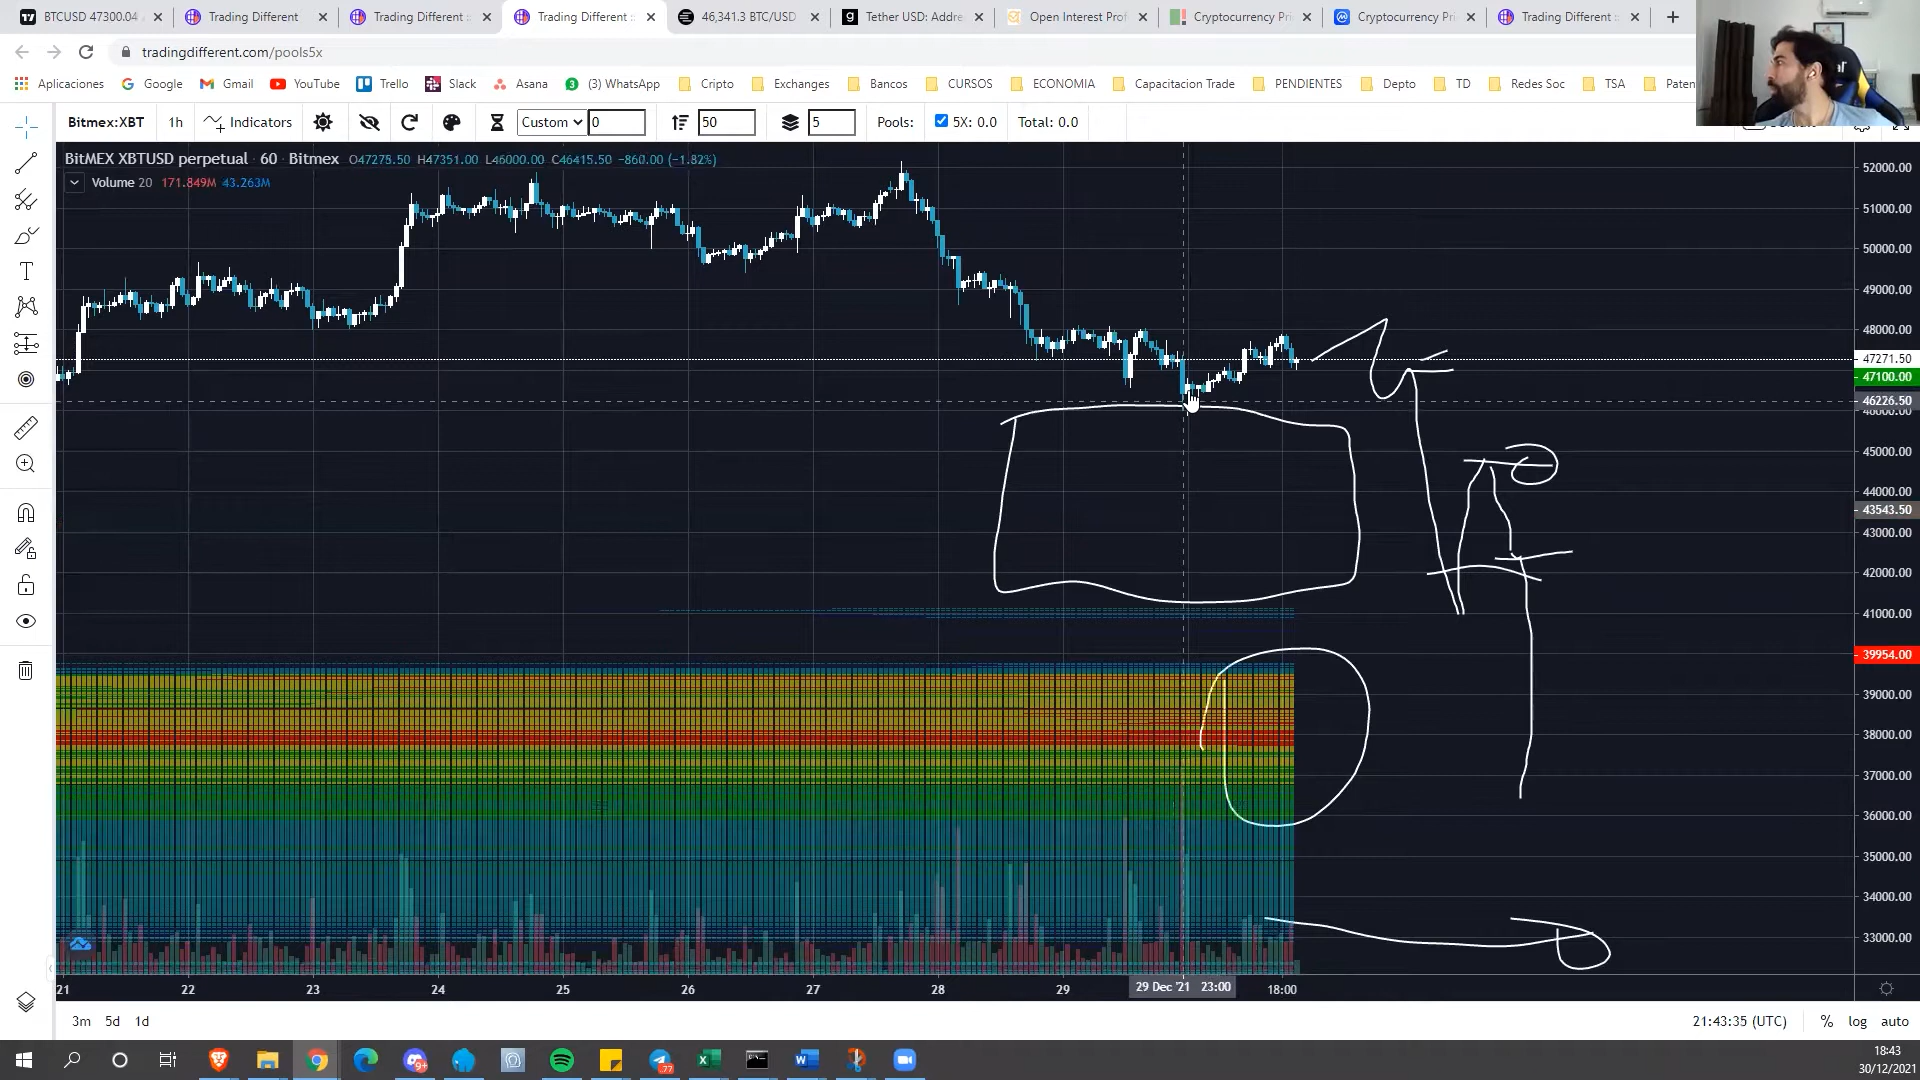 BTCUSD 47300.04
Trading Different
Trading Different :
Trading Different :
46,341.3 BTC/USD
Tether USD: Addre
Open Interest Prof
Cryptocurrency Pri
Cryptocurrency Pri
Trading Different :
tradingdifferent.com/pools5x
Aplicaciones
Google
Gmail
YouTube
Trello
Slack
Asana
(3) WhatsApp
Cripto
Exchanges
Bancos
CURSOS
ECONOMIA
Capacitacion Trade
PENDIENTES
Depto
TD
Redes Soc
TSA
Paten
Bitmex:XBT
1h
Indicators
Custom
0
50
5
Pools:
5X: 0.0
Total: 0.0
BitMEX XBTUSD perpetual · 60 · Bitmex O47275.50 H47351.00 L46000.00 C46415.50 −860.00 (−1.82%)
Volume 20 171.849M 43.263M
52000.00
51000.00
50000.00
49000.00
48000.00
47271.50
47100.00
46226.50
46000.00
45000.00
44000.00
43543.50
43000.00
42000.00
41000.00
39954.00
39000.00
38000.00
37000.00
36000.00
35000.00
34000.00
33000.00
21 22 23 24 25 26 27 28 29 29 Dec '21 23:00 18:00
3m 5d 1d
21:43:35 (UTC) % log auto
18:43
30/12/2021